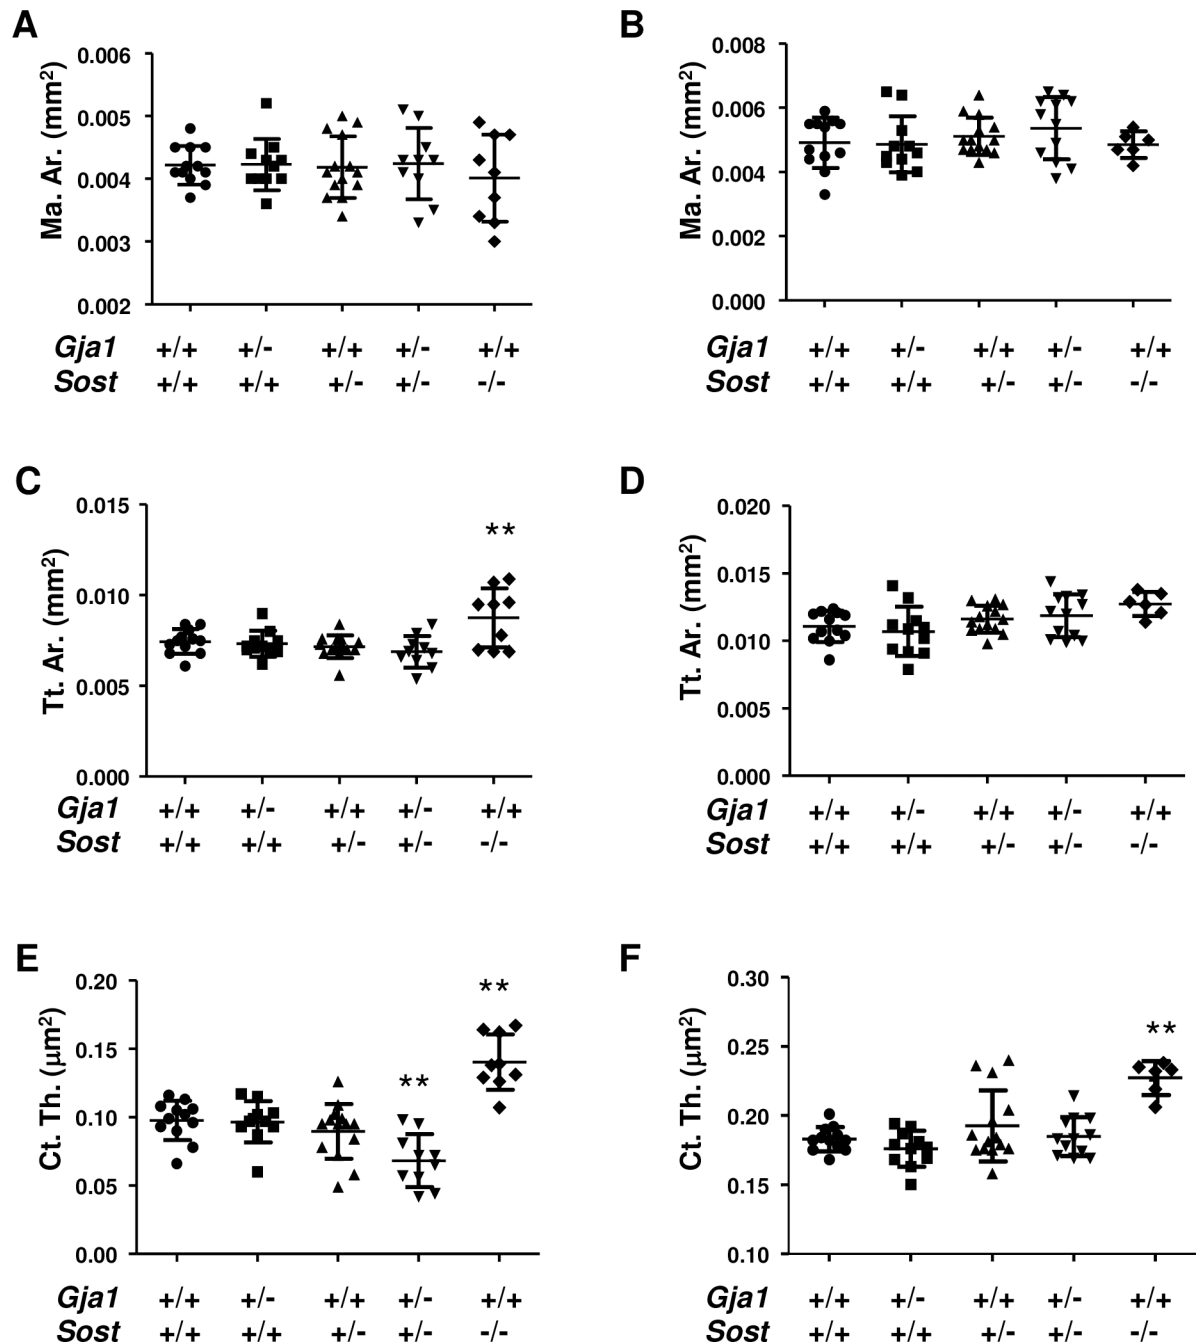 A
Ma. Ar. (mm²)
0.006
0.005
0.004
0.003
0.002
Gja1 +/+ +/- +/+ +/- +/+
Sost +/+ +/+ +/- +/- -/-
B
Ma. Ar. (mm²)
0.008
0.006
0.004
0.002
0.000
Gja1 +/+ +/- +/+ +/- +/+
Sost +/+ +/+ +/- +/- -/-
C
Tt. Ar. (mm²)
0.015
0.010
0.005
0.000
**
Gja1 +/+ +/- +/+ +/- +/+
Sost +/+ +/+ +/- +/- -/-
D
Tt. Ar. (mm²)
0.020
0.015
0.010
0.005
0.000
Gja1 +/+ +/- +/+ +/- +/+
Sost +/+ +/+ +/- +/- -/-
E
Ct. Th. (μm²)
0.20
0.15
0.10
0.05
0.00
**
**
Gja1 +/+ +/- +/+ +/- +/+
Sost +/+ +/+ +/- +/- -/-
F
Ct. Th. (μm²)
0.30
0.25
0.20
0.15
0.10
**
Gja1 +/+ +/- +/+ +/- +/+
Sost +/+ +/+ +/- +/- -/-